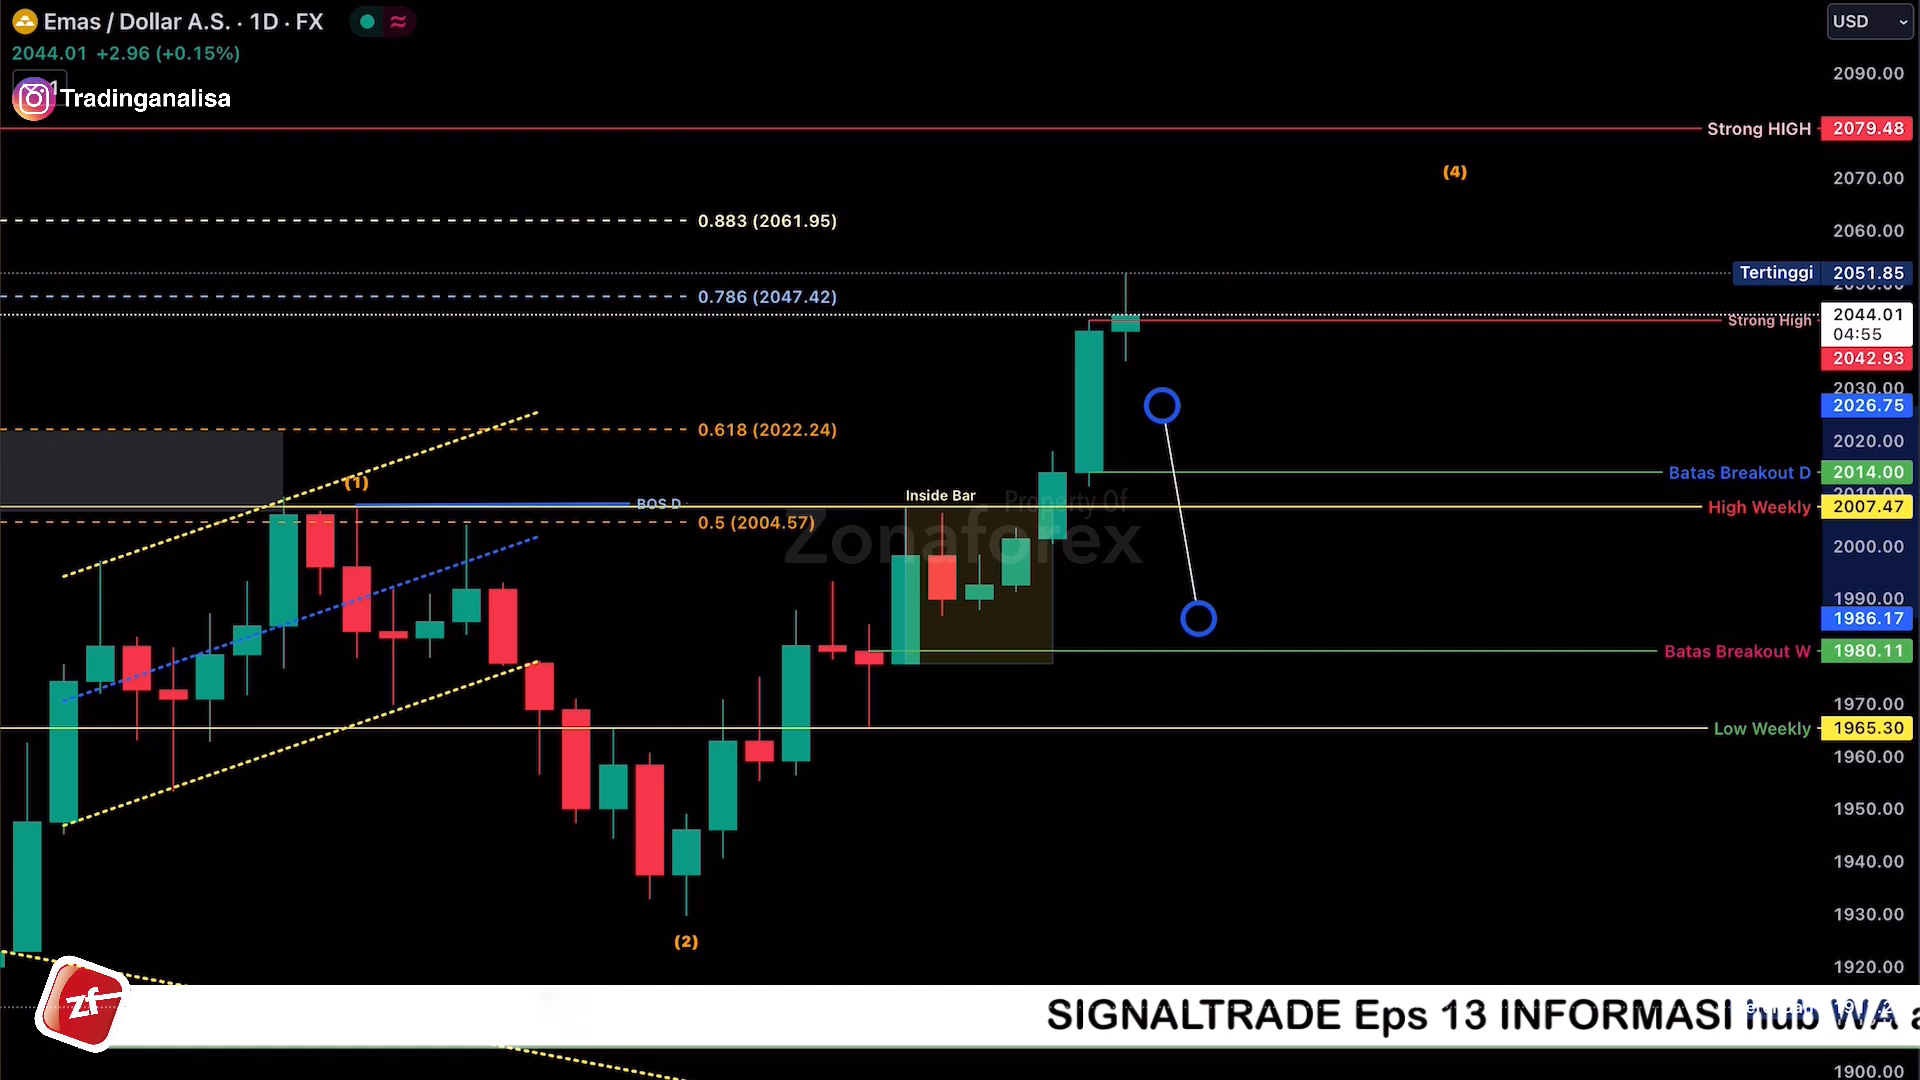 Emas / Dollar A.S. · 1D · FX
USD
2044.01 +2.96 (+0.15%)
Tradinganalisa
2090.00
Strong HIGH 2079.48
(4)
2070.00
0.883 (2061.95)
2060.00
Tertinggi 2051.85
0.786 (2047.42)
2044.01
Strong High
04:55
2042.93
2030.00
2026.75
0.618 (2022.24)
2020.00
Batas Breakout D 2014.00
(1)
Inside Bar
Property Of
BOS D
High Weekly 2007.47
0.5 (2004.57)
Zonaforex
2000.00
1990.00
1986.17
Batas Breakout W 1980.11
1970.00
Low Weekly 1965.30
1960.00
1950.00
1940.00
1930.00
(2)
1920.00
zf
SIGNALTRADE Eps 13 INFORMASI hub WA
1900.00